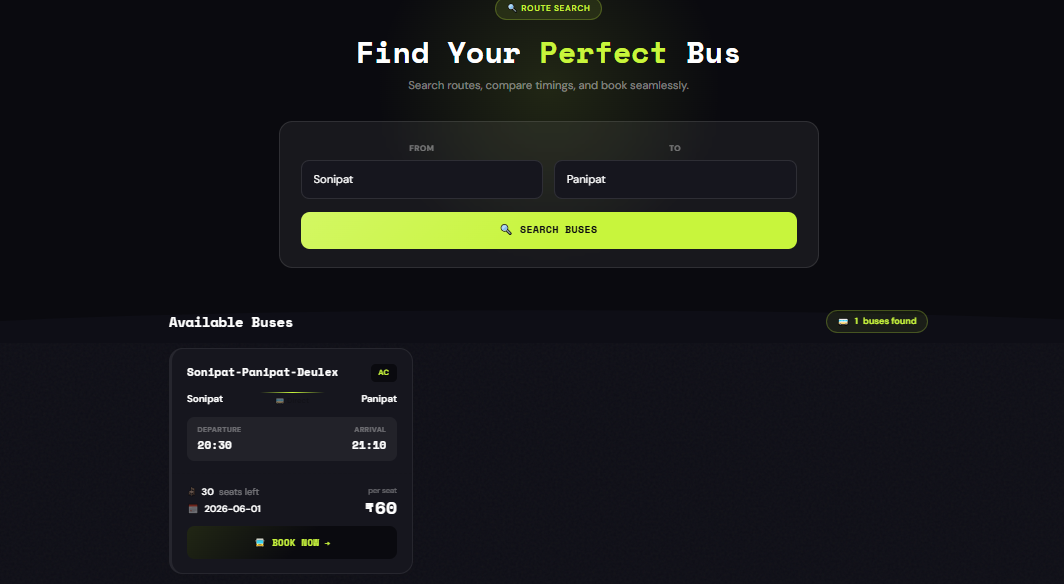 ROUTE SEARCH
Find Your Perfect Bus
Search routes, compare timings, and book seamlessly.
FROM TO
Sonipat Panipat
SEARCH BUSES
Available Buses 1 buses found
Sonipat-Panipat-Deulex AC
Sonipat Panipat
DEPARTURE ARRIVAL
20:30 21:10
30 seats left per seat
2026-06-01 ₹60
BOOK NOW →